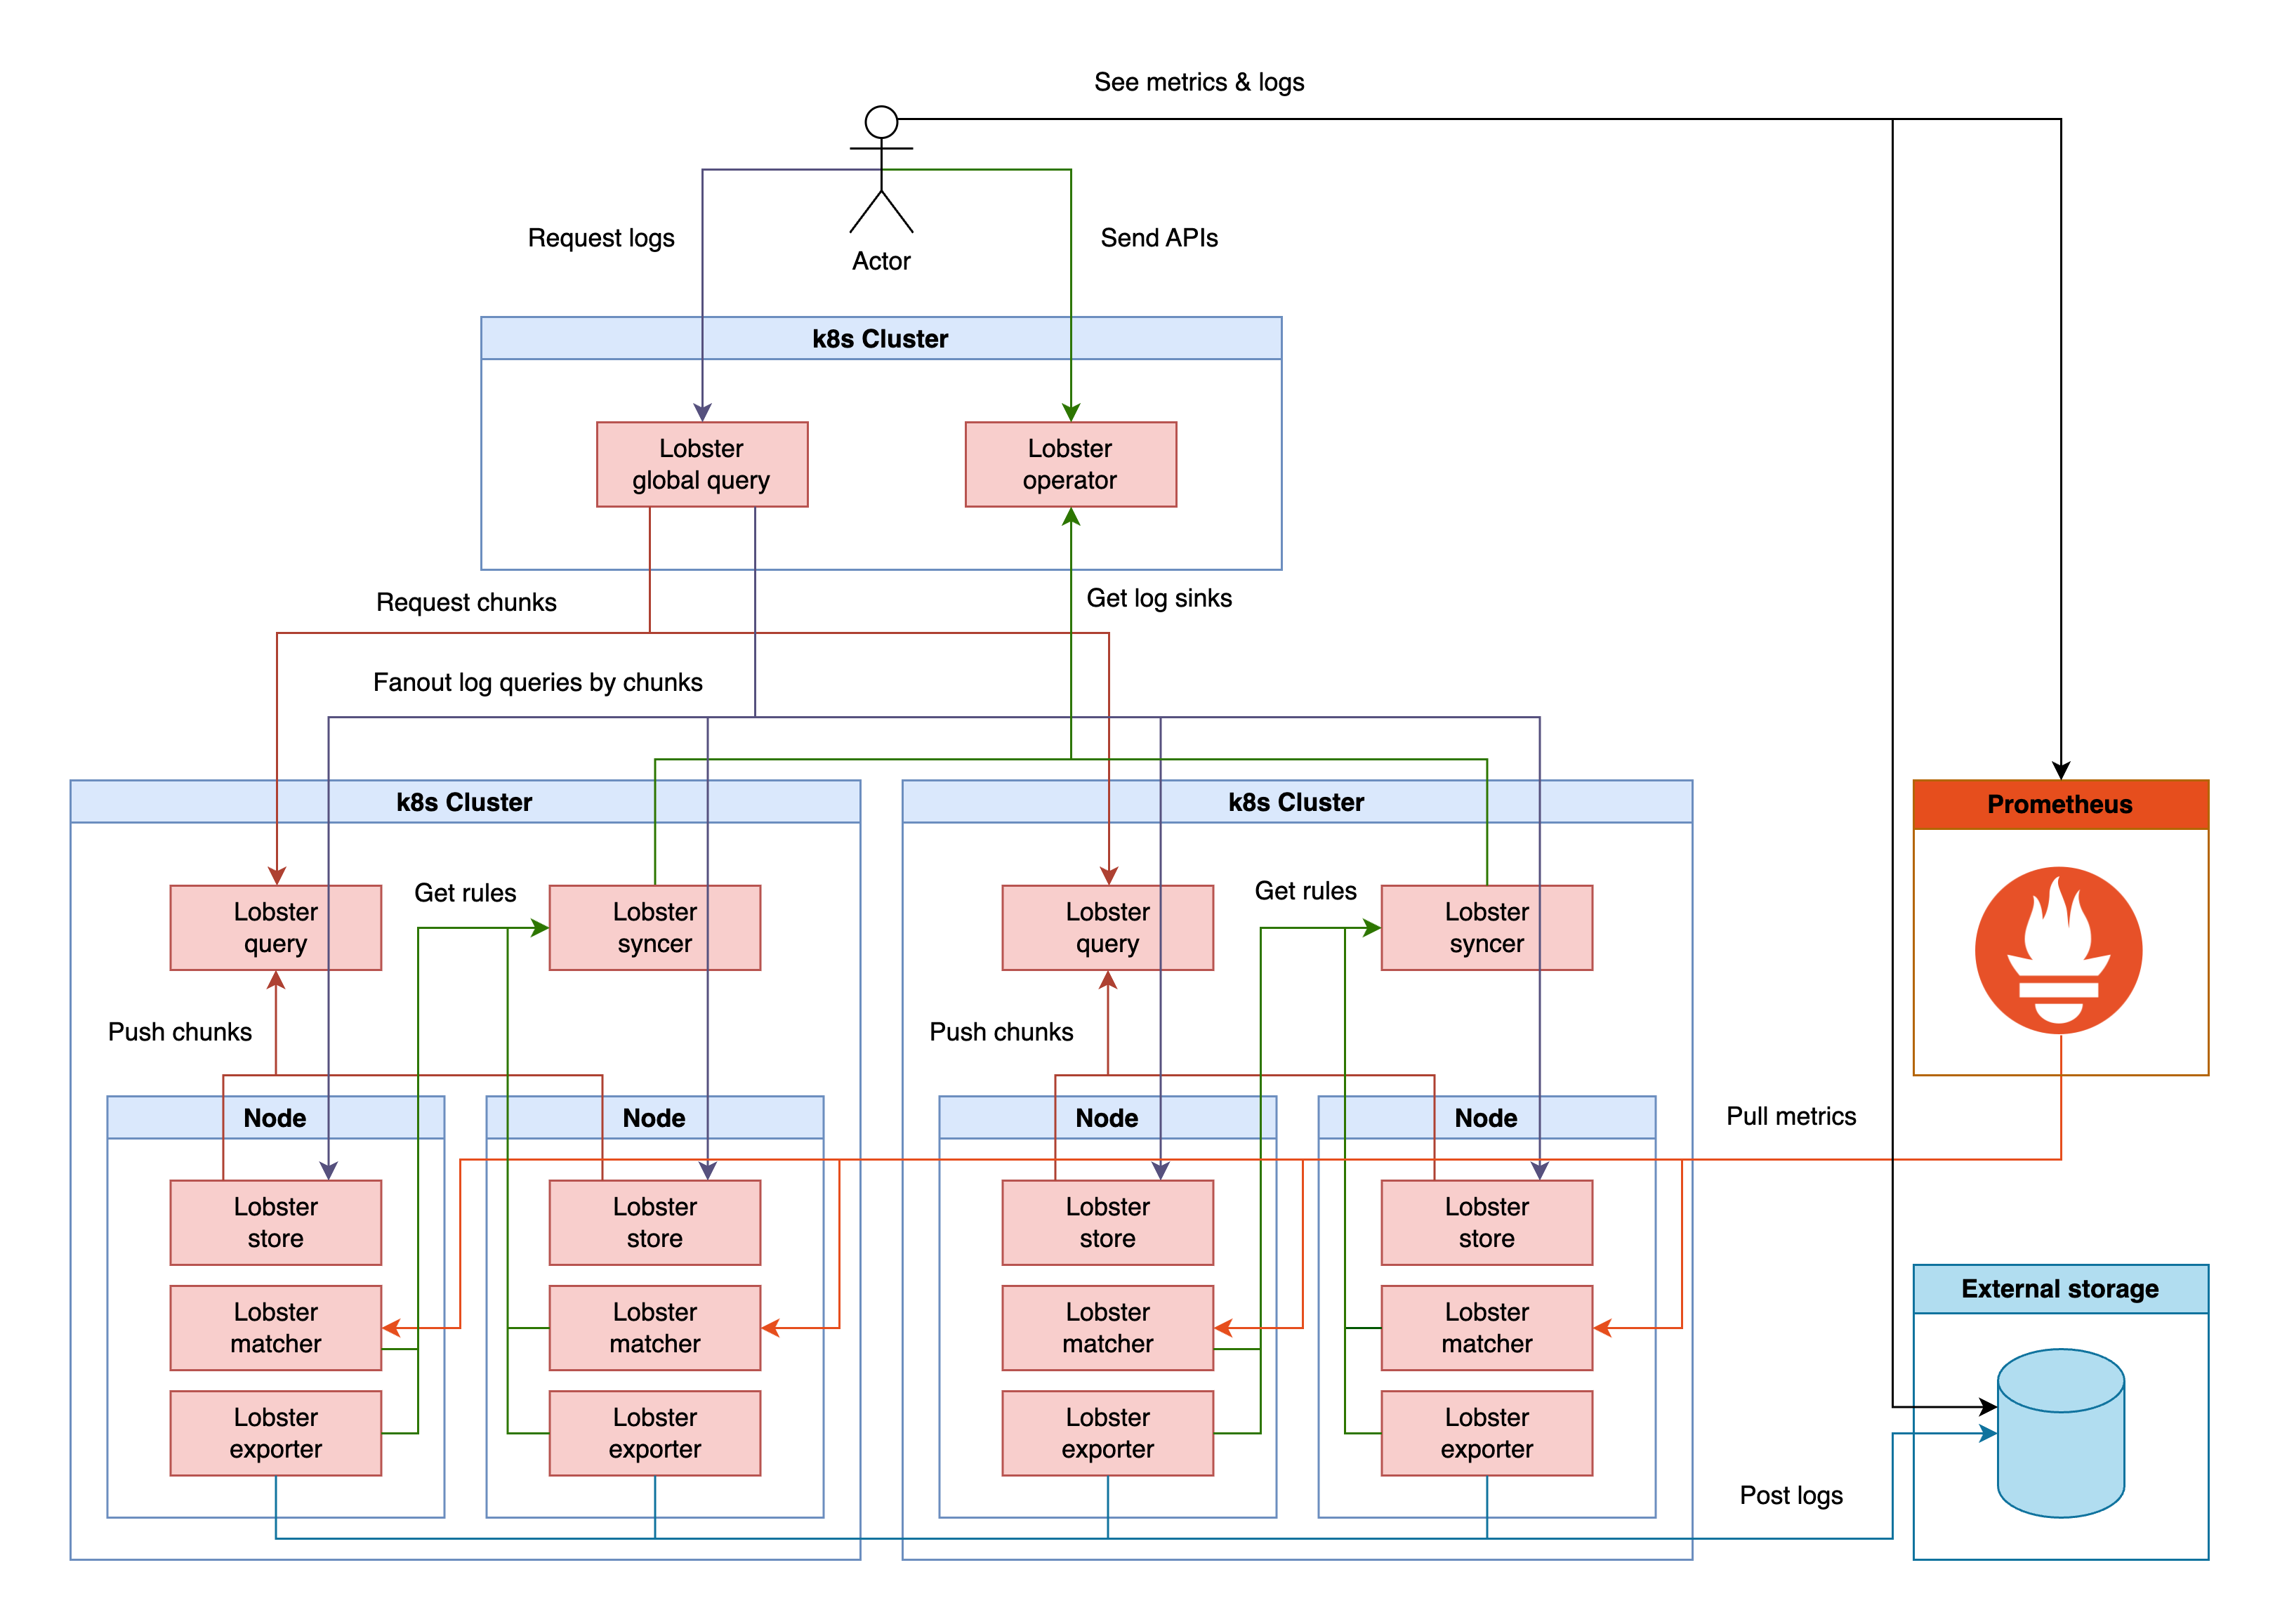 See metrics & logs
Request logs
Send APIs
Actor
k8s Cluster
Lobster
global query
Lobster
operator
Request chunks
Get log sinks
Fanout log queries by chunks
k8s Cluster
Lobster
query
Get rules
Lobster
syncer
Push chunks
Node
Lobster
store
Lobster
matcher
Lobster
exporter
Node
Lobster
store
Lobster
matcher
Lobster
exporter
k8s Cluster
Lobster
query
Get rules
Lobster
syncer
Push chunks
Node
Lobster
store
Lobster
matcher
Lobster
exporter
Node
Lobster
store
Lobster
matcher
Lobster
exporter
Prometheus
Pull metrics
External storage
Post logs